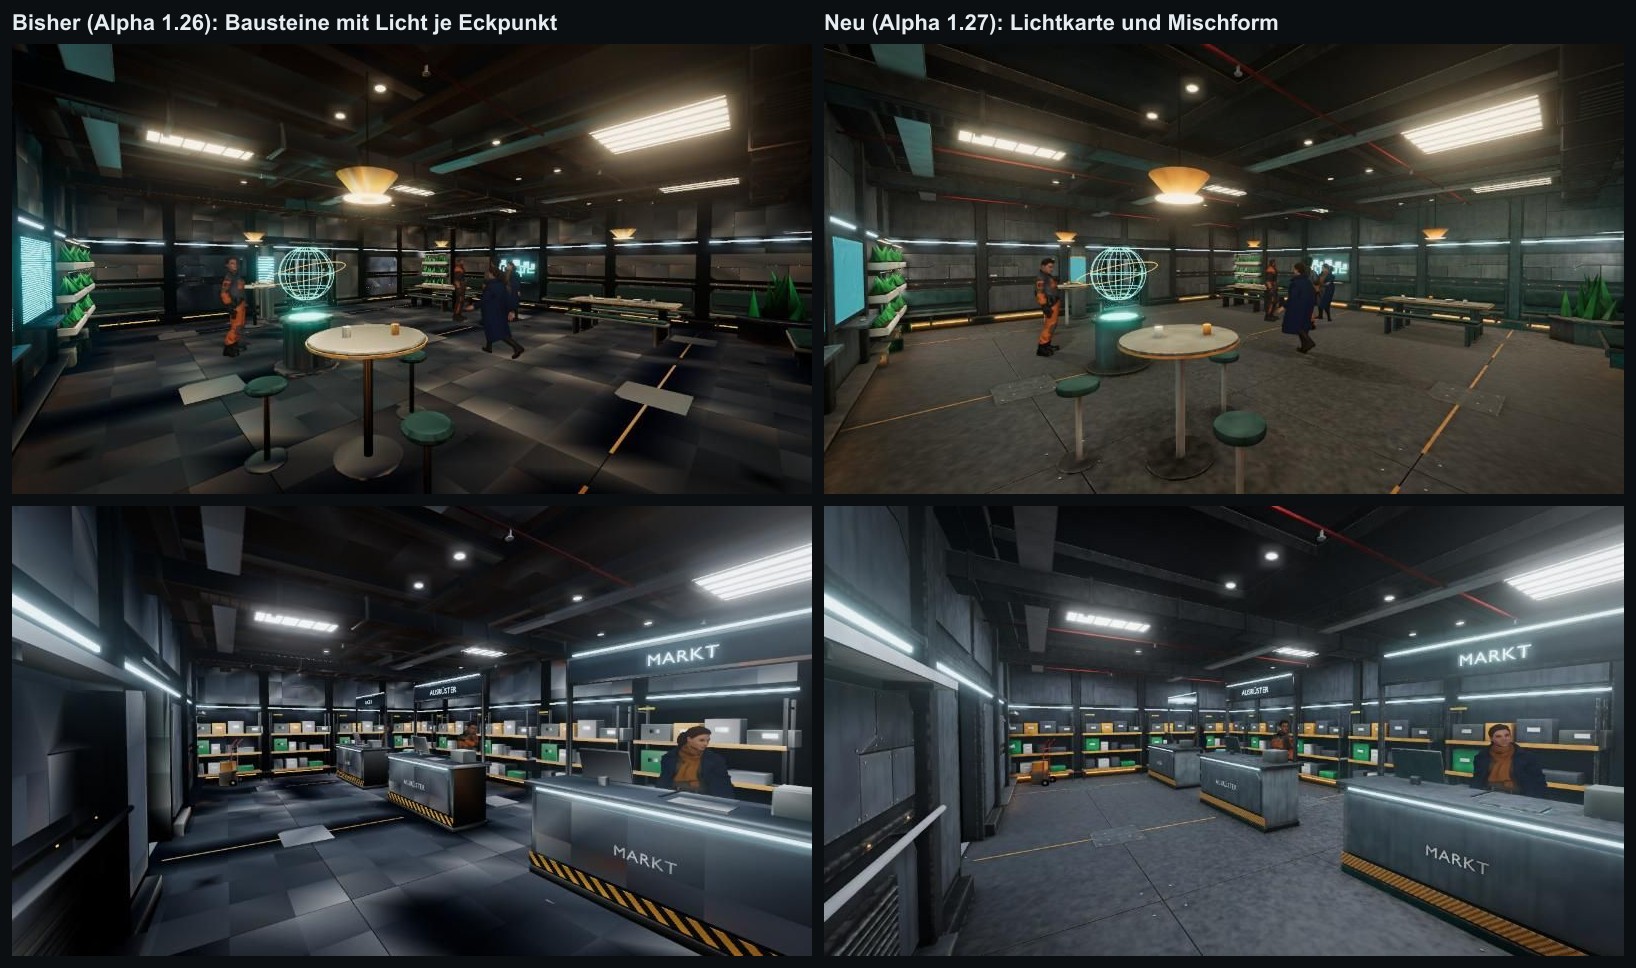 Bisher (Alpha 1.26): Bausteine mit Licht je Eckpunkt
Neu (Alpha 1.27): Lichtkarte und Mischform
MARKT
AUSRÜSTER
MARKT
MARKT
AUSRÜSTER
MARKT